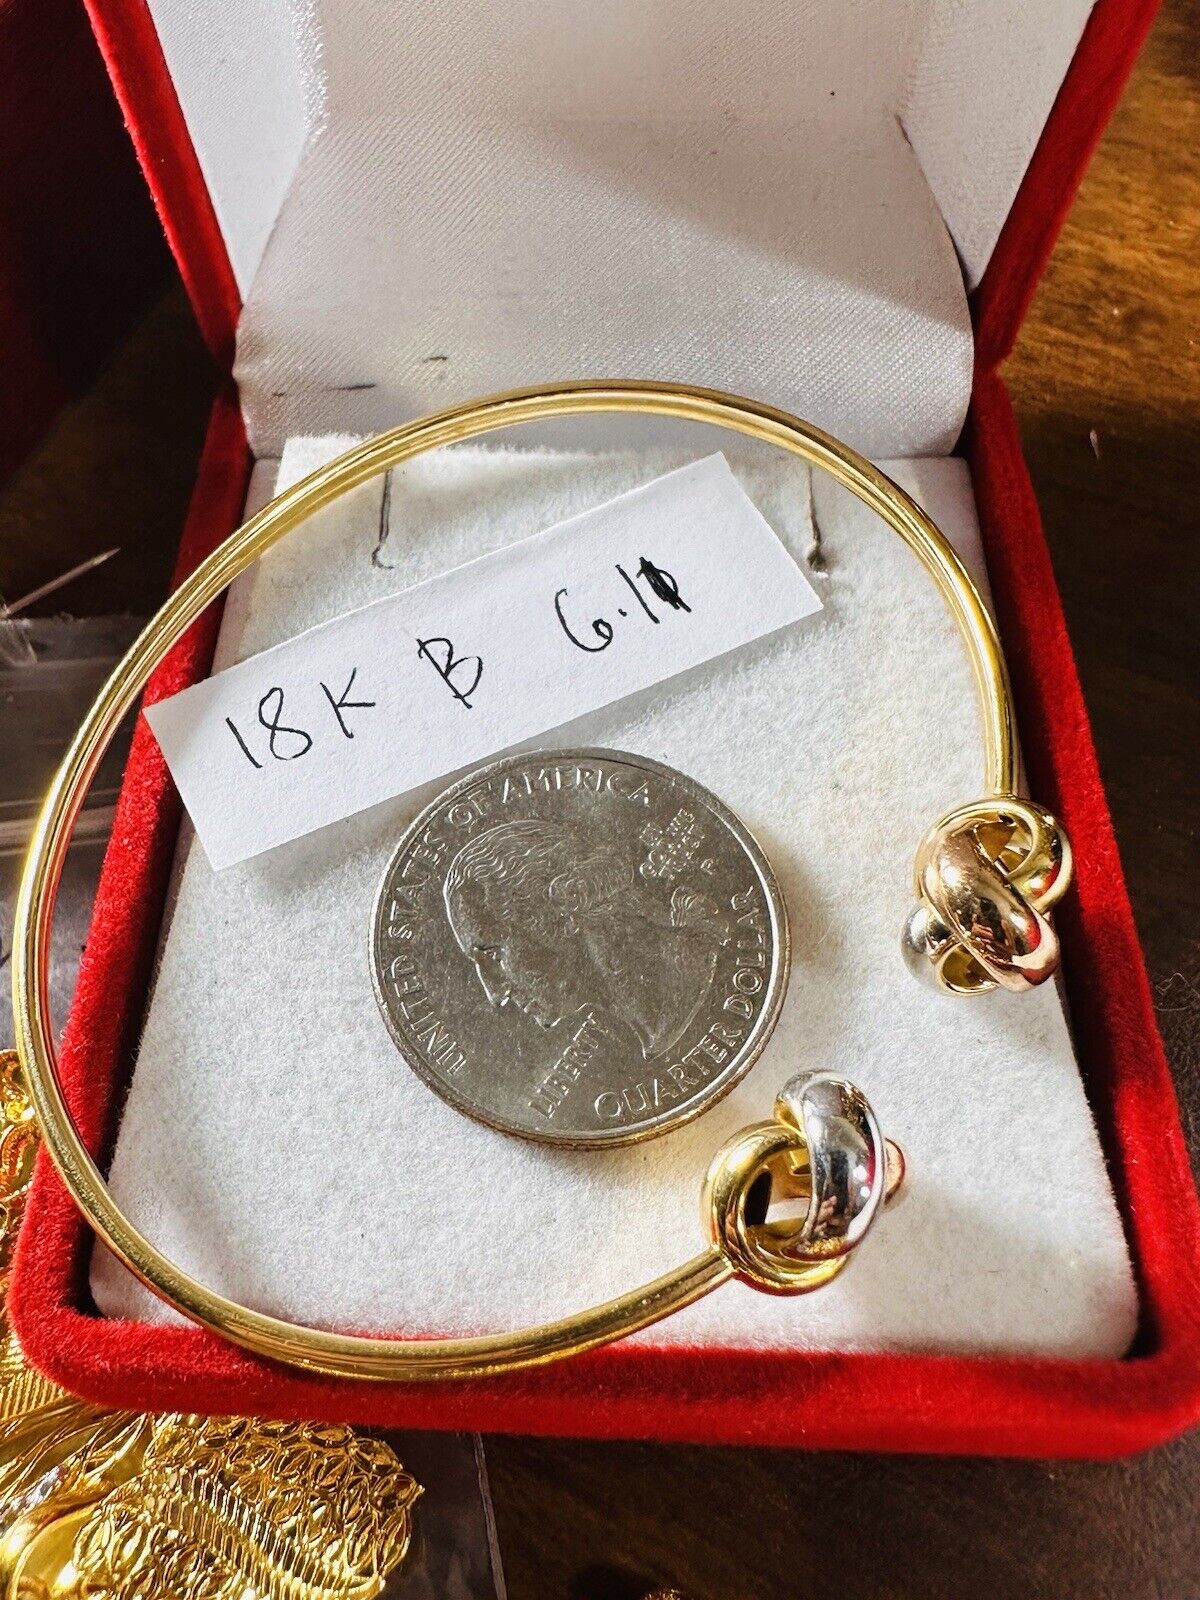 18K B 6.1
UNITED STATES OF AMERICA
IN GOD WE TRUST
P
LIBERTY
QUARTER DOLLAR